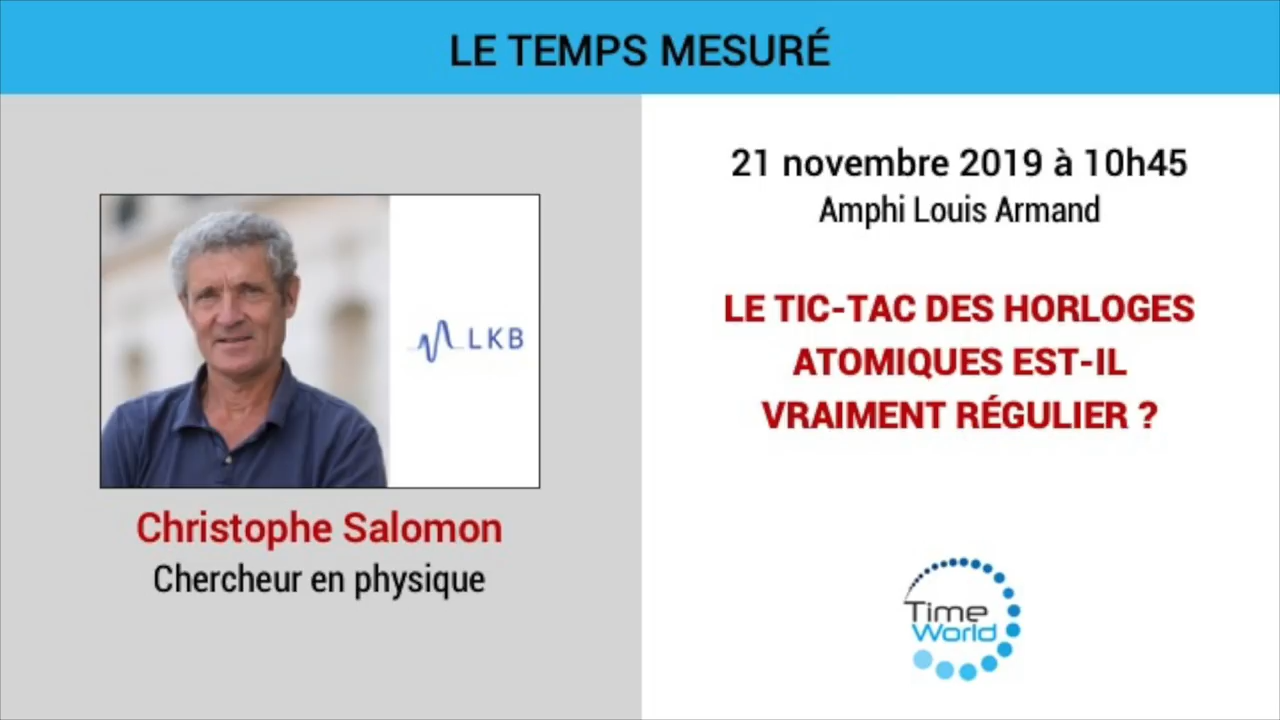 LE TEMPS MESURÉ
LKB
Christophe Salomon
Chercheur en physique
21 novembre 2019 à 10h45
Amphi Louis Armand
LE TIC-TAC DES HORLOGES
ATOMIQUES EST-IL
VRAIMENT RÉGULIER ?
Time
World